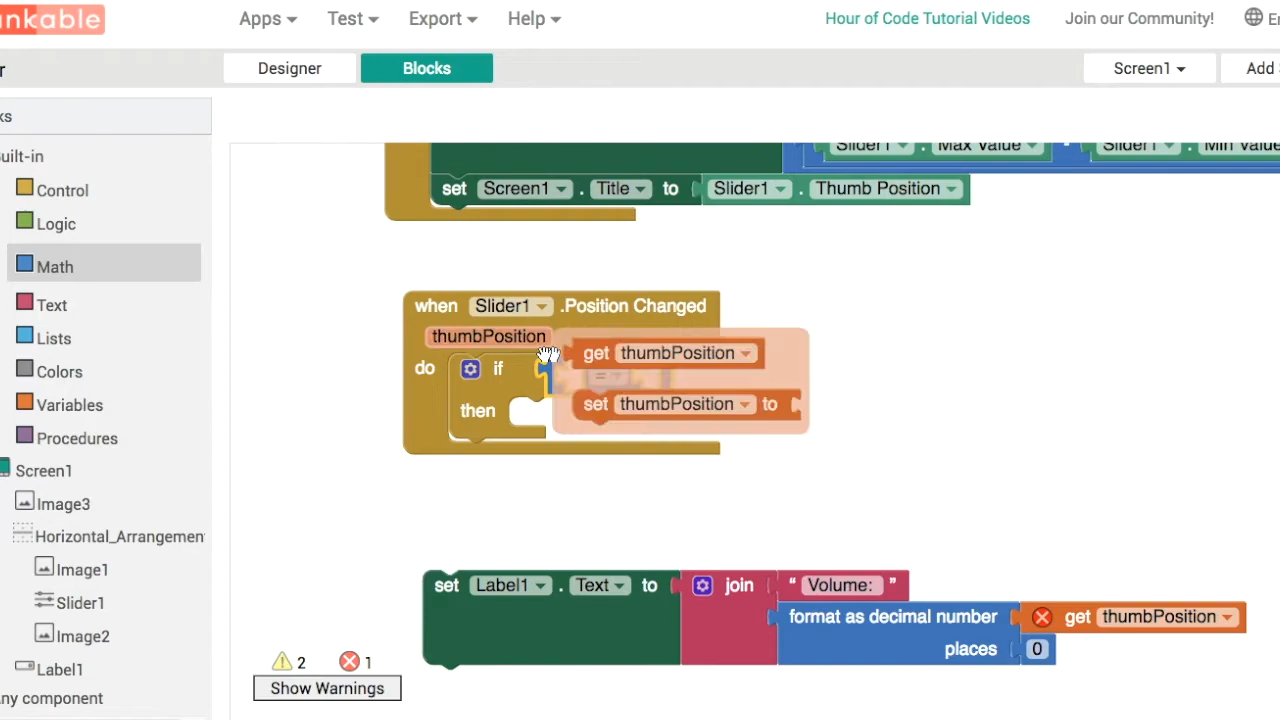 nkable Apps Test Export Help Hour of Code Tutorial Videos Join our Community! En
r Designer Blocks Screen1 Add
ks
uilt-in
Control
Logic
Math
Text
Lists
Colors
Variables
Procedures
Screen1
Image3
Horizontal_Arrangemen
Image1
Slider1
Image2
Label1
ny component
Slider1 . Max Value - Slider1 . Min Value
set Screen1 . Title to Slider1 . Thumb Position
when Slider1 .Position Changed
thumbPosition
get thumbPosition
do if =
set thumbPosition to
then
set Label1 . Text to join “ Volume: ”
format as decimal number get thumbPosition
places 0
2 1
Show Warnings